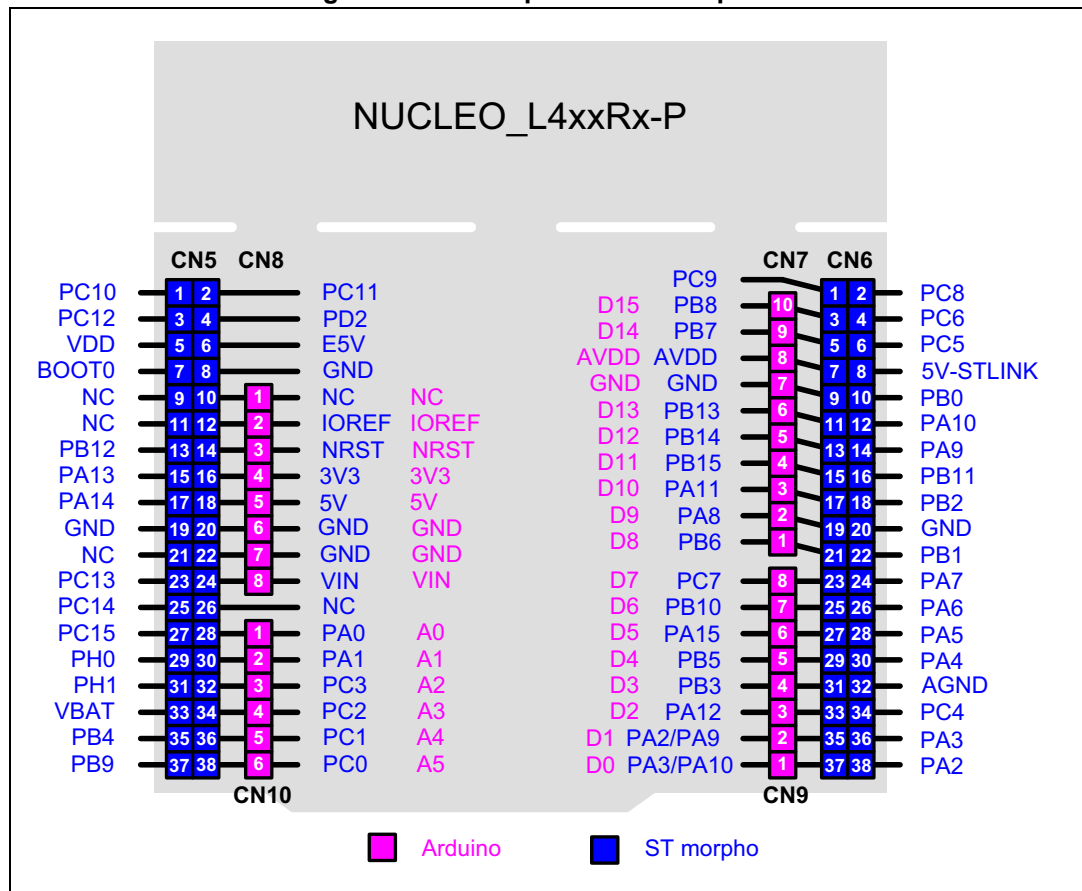 NUCLEO_L4xxRx-P
CN5 CN8 CN7 CN6
PC10 1 2 PC11
PC12 3 4 PD2
VDD 5 6 E5V
BOOT0 7 8 GND
NC 9 10 1 NC NC
NC 11 12 2 IOREF IOREF
PB12 13 14 3 NRST NRST
PA13 15 16 4 3V3 3V3
PA14 17 18 5 5V 5V
GND 19 20 6 GND GND
NC 21 22 7 GND GND
PC13 23 24 8 VIN VIN
PC14 25 26 NC
PC15 27 28 1 PA0 A0
PH0 29 30 2 PA1 A1
PH1 31 32 3 PC3 A2
VBAT 33 34 4 PC2 A3
PB4 35 36 5 PC1 A4
PB9 37 38 6 PC0 A5
CN10
PC9 1 2 PC8
D15 PB8 10 3 4 PC6
D14 PB7 9 5 6 PC5
AVDD AVDD 8 7 8 5V-STLINK
GND GND 7 9 10 PB0
D13 PB13 6 11 12 PA10
D12 PB14 5 13 14 PA9
D11 PB15 4 15 16 PB11
D10 PA11 3 17 18 PB2
D9 PA8 2 19 20 GND
D8 PB6 1 21 22 PB1
D7 PC7 8 23 24 PA7
D6 PB10 7 25 26 PA6
D5 PA15 6 27 28 PA5
D4 PB5 5 29 30 PA4
D3 PB3 4 31 32 AGND
D2 PA12 3 33 34 PC4
D1 PA2/PA9 2 35 36 PA3
D0 PA3/PA10 1 37 38 PA2
CN9
Arduino
ST morpho